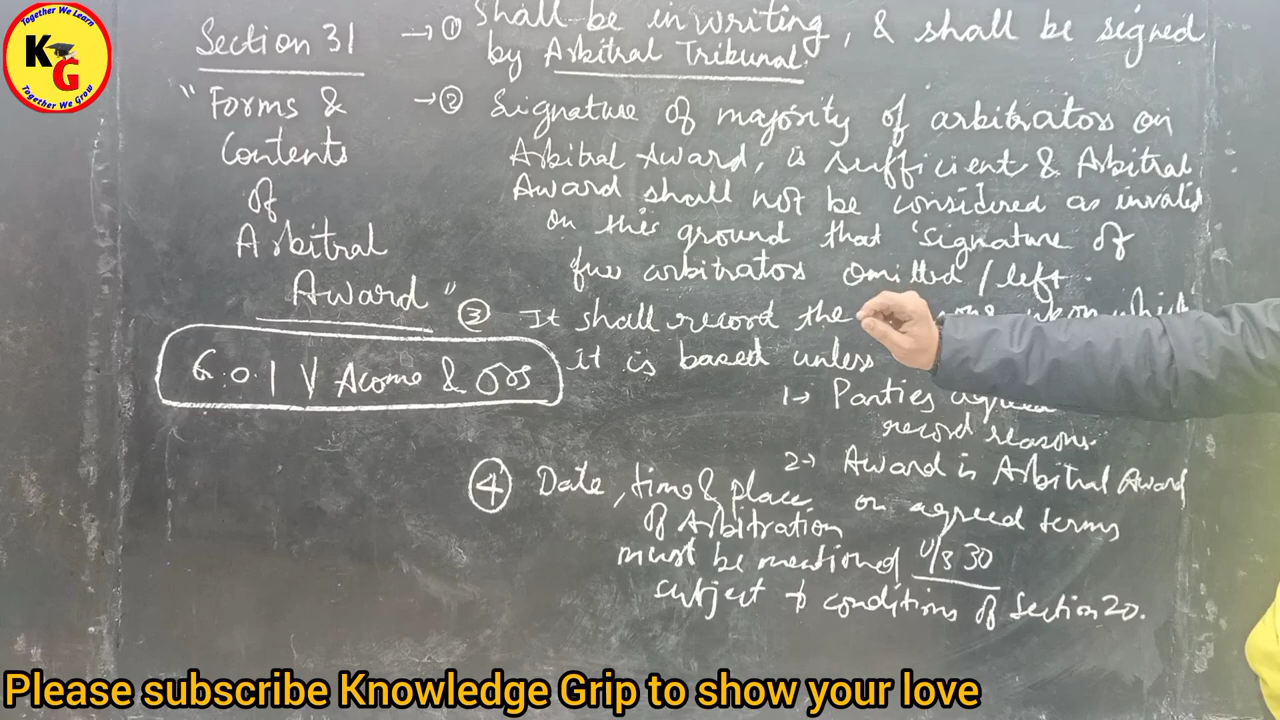 Together We Learn
KG
Together We Grow
Section 31 → ① Shall be in writing, & shall be signed
by Arbitral Tribunal.
" Forms &
Contents
of
Arbitral
Award "
→ ② Signature of majority of arbitrators on
Arbitral Award, is sufficient & Arbitral
Award shall not be considered as invalid
on this ground that 'signature of
few arbitrators omitted / left.
③ It shall record the upon which
it is based unless
1→ Parties
record reasons.
2→ Award is Arbitral Award
on agreed terms
U/s 30
G.O.I V Acome & Ors
④ Date, time & place
of Arbitration
must be mentioned
subject to conditions of Section 20.
Please subscribe Knowledge Grip to show your love